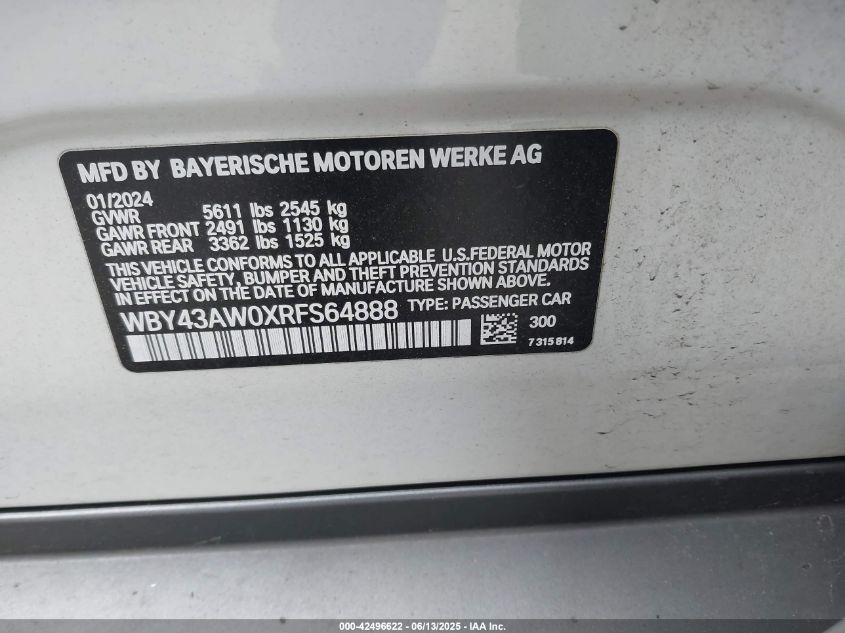 MFD BY BAYERISCHE MOTOREN WERKE AG
01/2024
GVWR 5611 lbs 2545 kg
GAWR FRONT 2491 lbs 1130 kg
GAWR REAR 3362 lbs 1525 kg
THIS VEHICLE CONFORMS TO ALL APPLICABLE U.S.FEDERAL MOTOR
VEHICLE SAFETY, BUMPER AND THEFT PREVENTION STANDARDS
IN EFFECT ON THE DATE OF MANUFACTURE SHOWN ABOVE.
WBY43AW0XRFS64888 TYPE: PASSENGER CAR
300
7315814
000-42496622 - 06/13/2025 - IAA Inc.